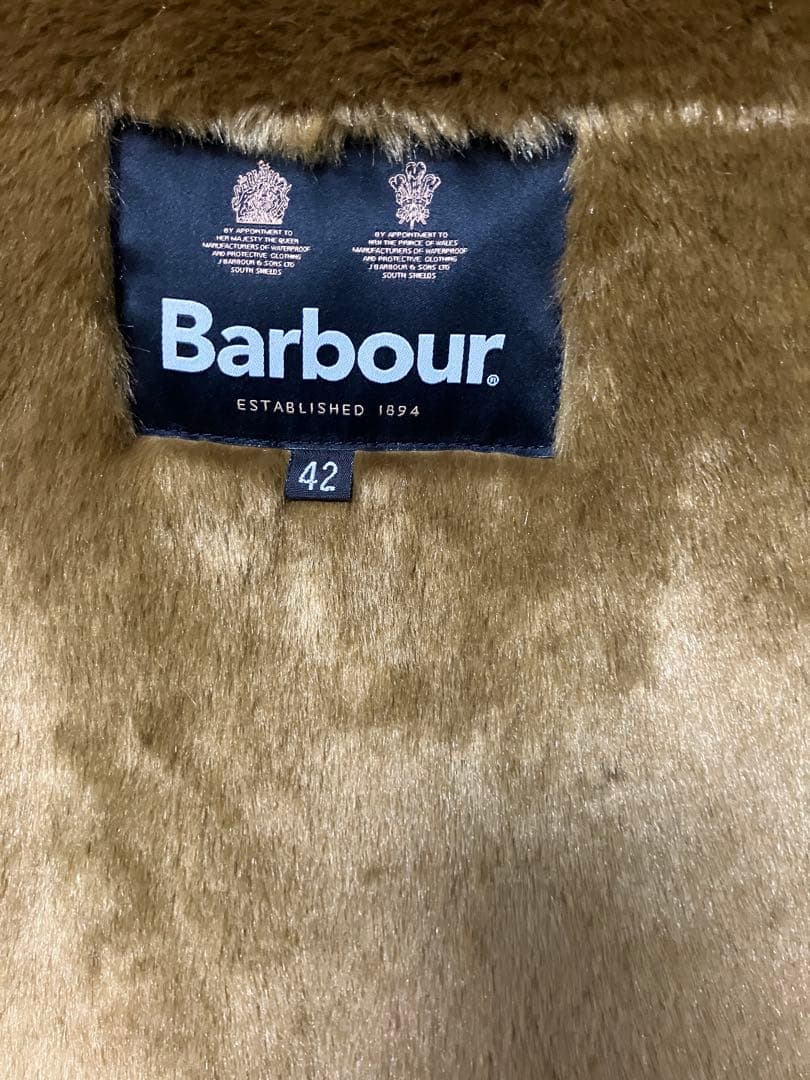 BY APPOINTMENT TO
HER MAJESTY THE QUEEN
MANUFACTURERS OF WATERPROOF
AND PROTECTIVE CLOTHING
J BARBOUR & SONS LTD
SOUTH SHIELDS
BY APPOINTMENT TO
HRH THE PRINCE OF WALES
MANUFACTURERS OF WATERPROOF
AND PROTECTIVE CLOTHING
J BARBOUR & SONS LTD
SOUTH SHIELDS
Barbour®
ESTABLISHED 1894
42